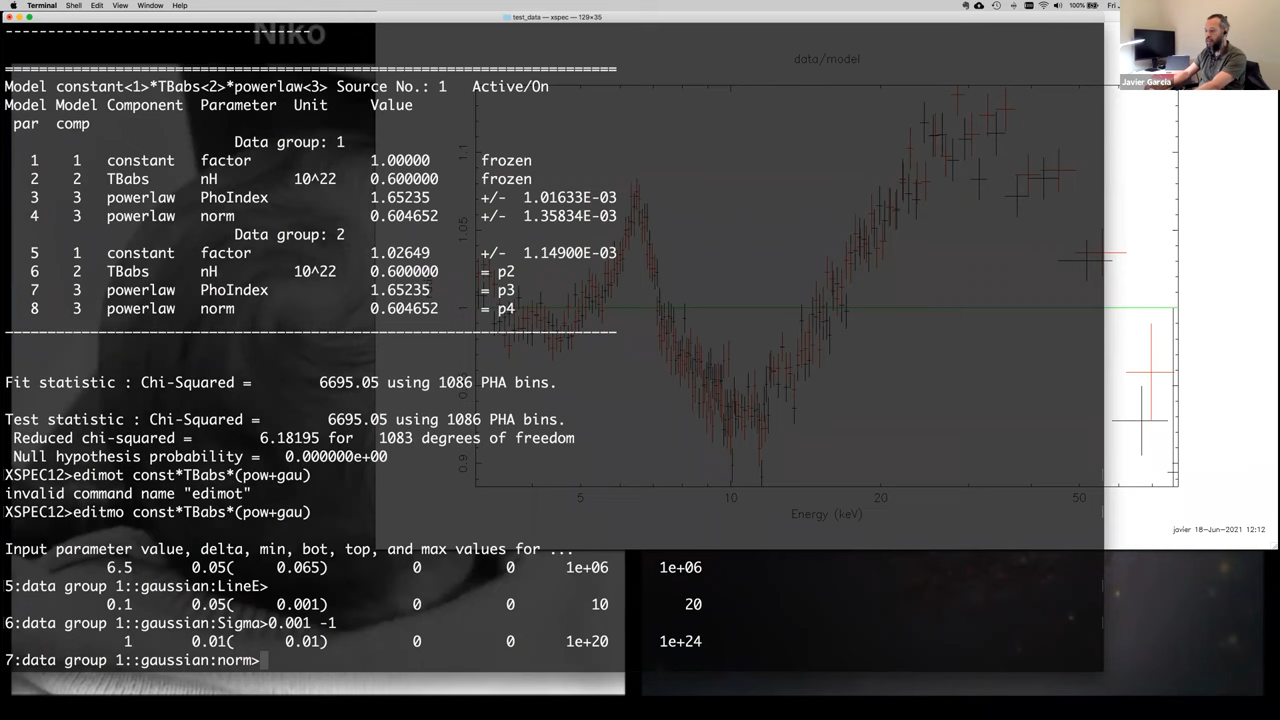 Terminal Shell Edit View Window Help
100%
Fri
test_data — xspec — 129×35
Niko
Javier Garcia
--------------------------------
========================================================================
Model constant<1>*TBabs<2>*powerlaw<3> Source No.: 1 Active/On
Model Model Component Parameter Unit Value
par comp
Data group: 1
1 1 constant factor 1.00000 frozen
2 2 TBabs nH 10^22 0.600000 frozen
3 3 powerlaw PhoIndex 1.65235 +/- 1.01633E-03
4 3 powerlaw norm 0.604652 +/- 1.35834E-03
Data group: 2
5 1 constant factor 1.02649 +/- 1.14900E-03
6 2 TBabs nH 10^22 0.600000 = p2
7 3 powerlaw PhoIndex 1.65235 = p3
8 3 powerlaw norm 0.604652 = p4
________________________________________________________________________
Fit statistic : Chi-Squared = 6695.05 using 1086 PHA bins.
Test statistic : Chi-Squared = 6695.05 using 1086 PHA bins.
Reduced chi-squared = 6.18195 for 1083 degrees of freedom
Null hypothesis probability = 0.000000e+00
XSPEC12>edimot const*TBabs*(pow+gau)
invalid command name "edimot"
XSPEC12>editmo const*TBabs*(pow+gau)
Input parameter value, delta, min, bot, top, and max values for ...
6.5 0.05( 0.065) 0 0 1e+06 1e+06
5:data group 1::gaussian:LineE>
0.1 0.05( 0.001) 0 0 10 20
6:data group 1::gaussian:Sigma>0.001 -1
1 0.01( 0.01) 0 0 1e+20 1e+24
7:data group 1::gaussian:norm>
data/model
1.1
1.05
1
0.9
5 10 20 50
Energy (keV)
javier 18-Jun-2021 12:12